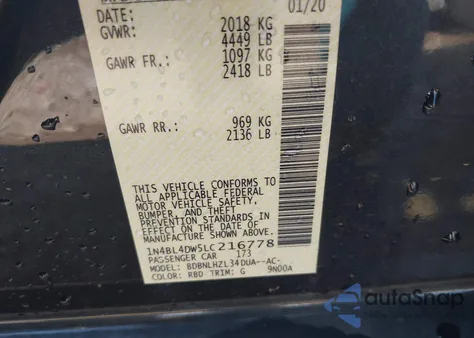 01/20
DATE:
GVWR: 2018 KG
4449 LB
GAWR FR.: 1097 KG
2418 LB
GAWR RR.: 969 KG
2136 LB
THIS VEHICLE CONFORMS TO
ALL APPLICABLE FEDERAL
MOTOR VEHICLE SAFETY,
BUMPER, AND THEFT
PREVENTION STANDARDS IN
EFFECT ON THE DATE OF
MANUFACTURE SHOWN ABOVE.
1N4BL4DW5LC216778
PASSENGER CAR 173
MODEL: BDBNLHZL34DUA--AC-
COLOR: RBD TRIM: G 9N00A
autoSnap